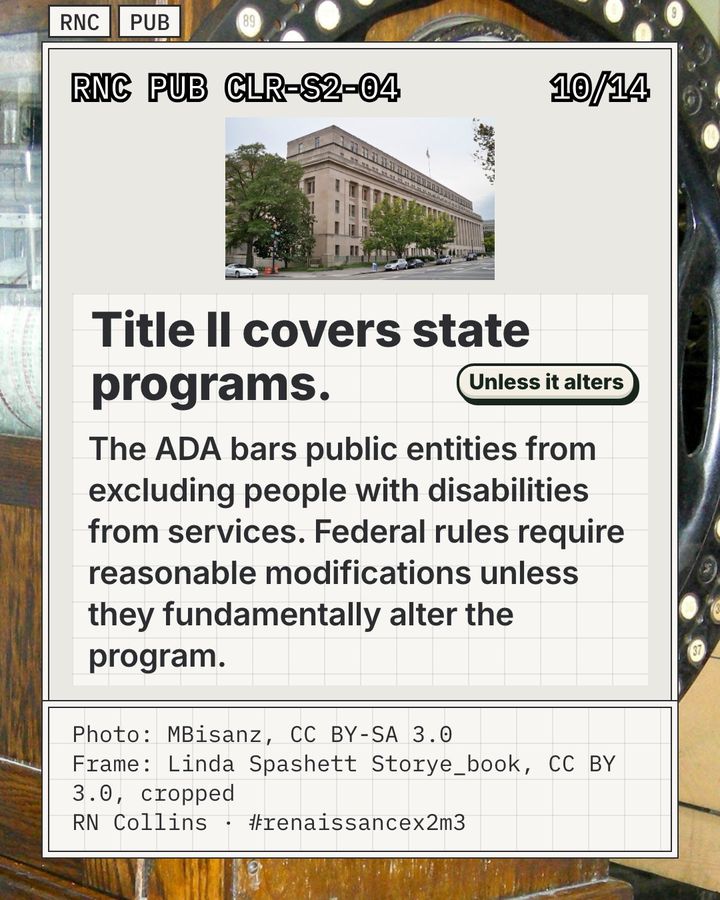 RNC PUB
RNC PUB CLR-S2-04 10/14
Title II covers state
programs.
Unless it alters
The ADA bars public entities from
excluding people with disabilities
from services. Federal rules require
reasonable modifications unless
they fundamentally alter the
program.
Photo: MBisanz, CC BY-SA 3.0
Frame: Linda Spashett Storye_book, CC BY
3.0, cropped
RN Collins · #renaissancex2m3
89
9
37